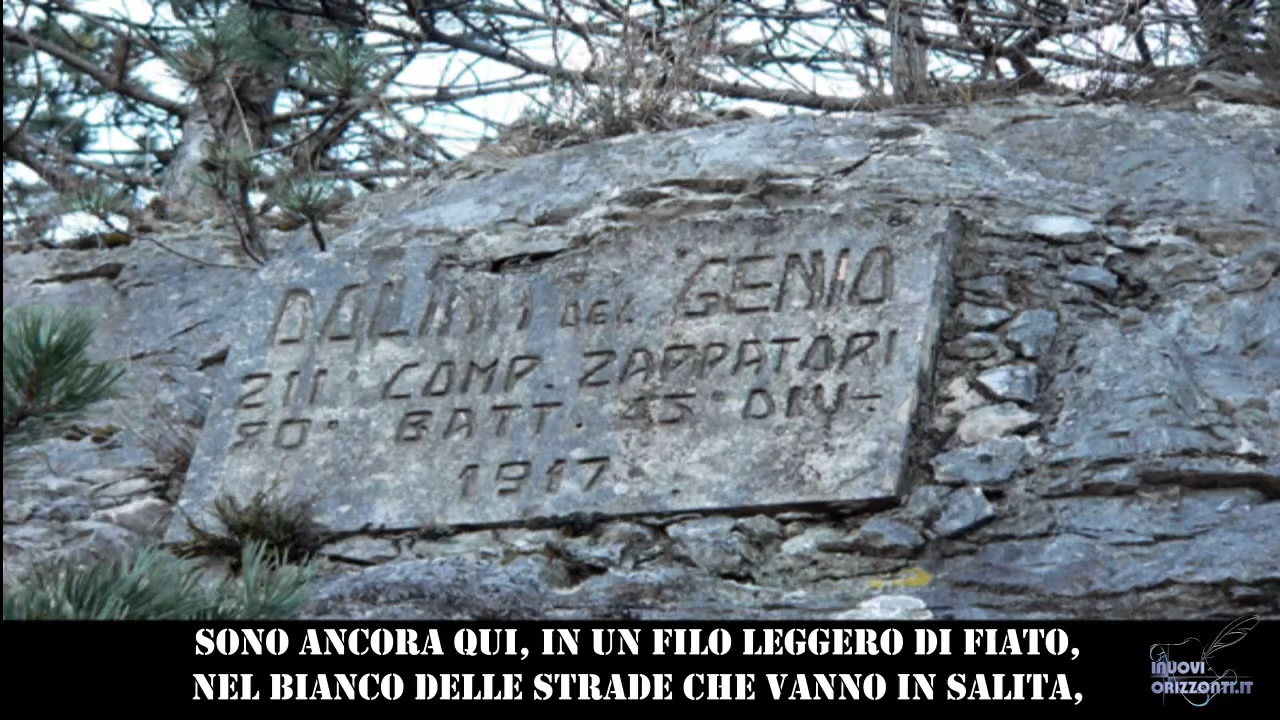 DOLINA DEL GENIO
211ª COMP. ZAPPATORI
90° BATT. 45ª DIV-
1917
SONO ANCORA QUI, IN UN FILO LEGGERO DI FIATO,
NEL BIANCO DELLE STRADE CHE VANNO IN SALITA,
INUOVI
ORIZZONTI.IT